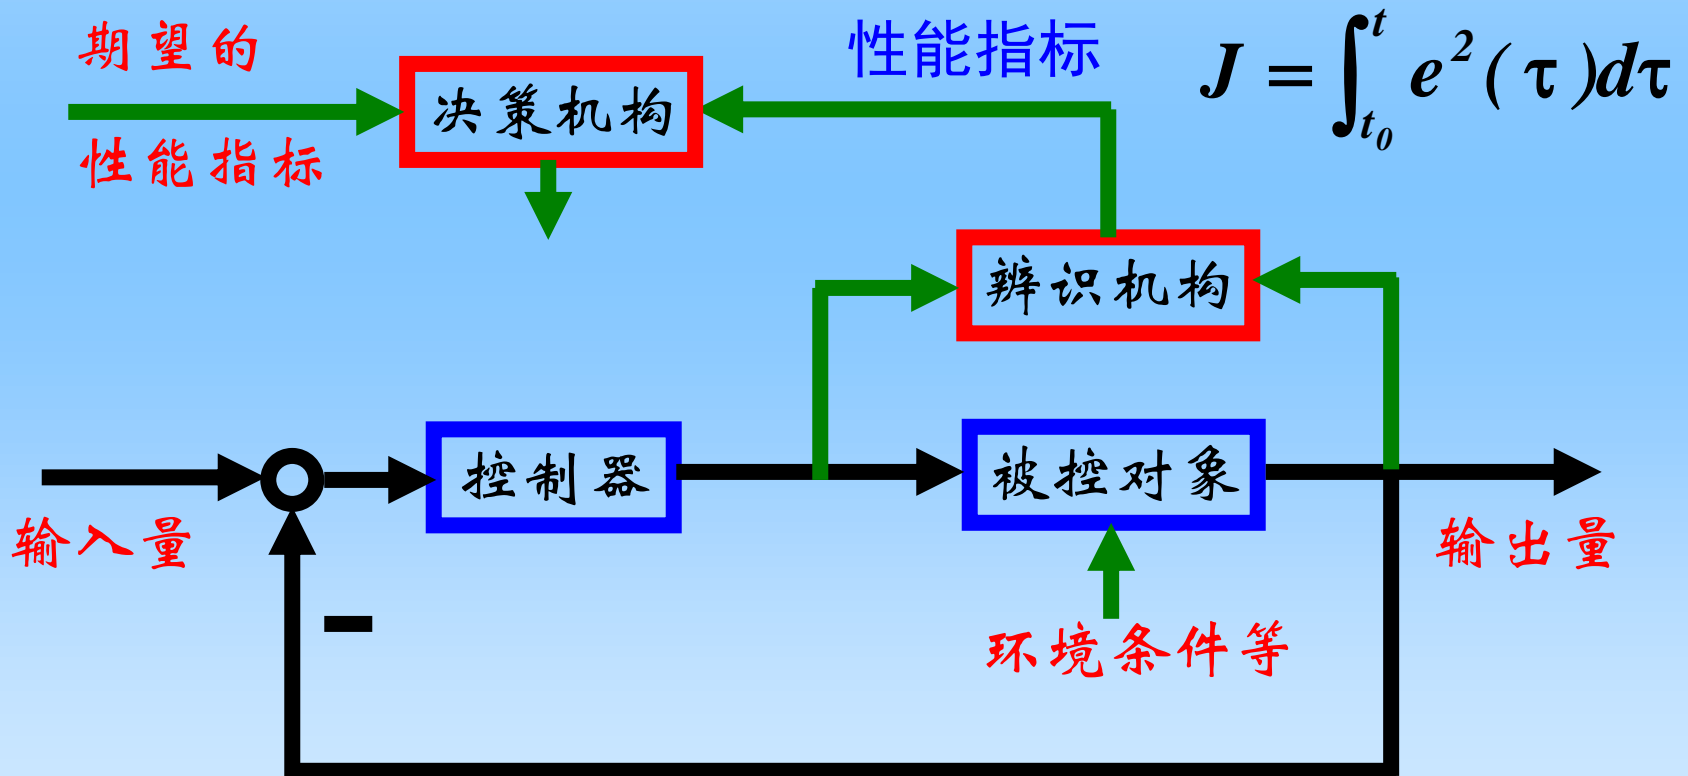 期望的
性能指标
决策机构
性能指标
J = ∫_{t_0}^{t} e^2(τ)dτ
辨识机构
控制器
被控对象
输入量
输出量
环境条件等